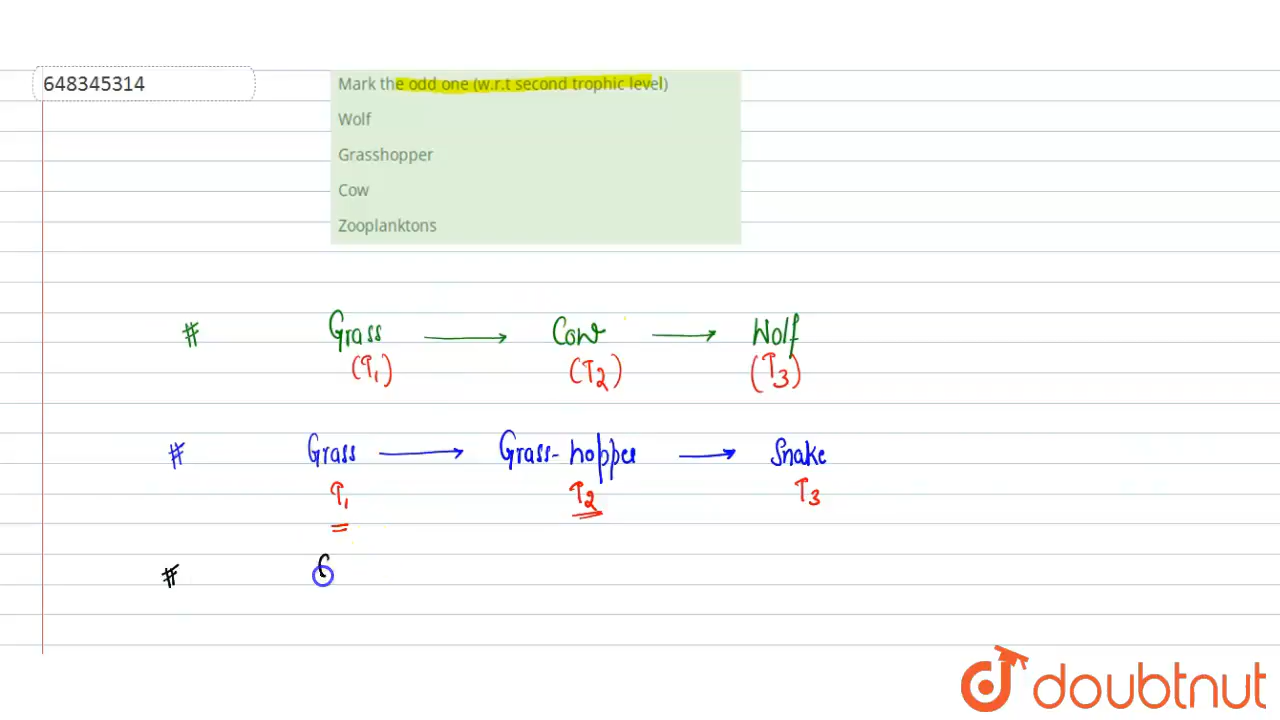 648345314
Mark the odd one (w.r.t second trophic level)
Wolf
Grasshopper
Cow
Zooplanktons
# Grass → Cow → Wolf
(T1) (T2) (T3)
# Grass → Grass-hopper → Snake
T1 T2 T3
#
doubtnut